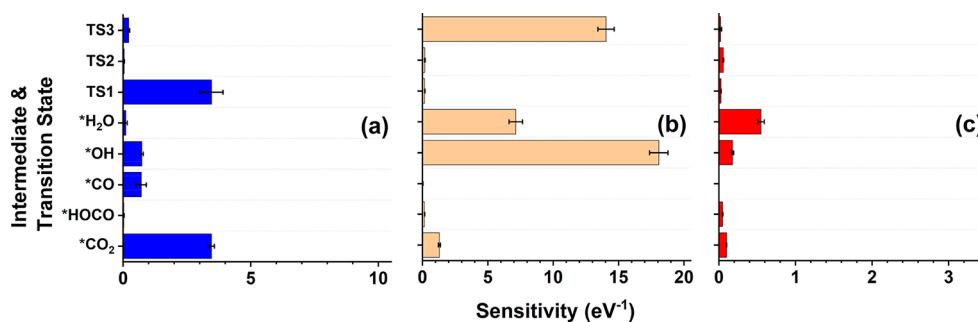 Intermediate &
Transition State
TS3
TS2
TS1
*H₂O
*OH
*CO
*HOCO
*CO₂
(a)
(b)
(c)
0 5 10
0 5 10 15 20
0 1 2 3
Sensitivity (eV⁻¹)